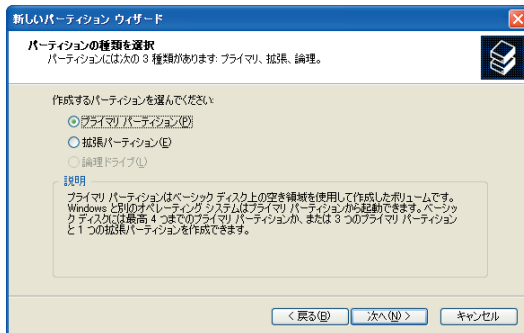 新しいパーティション ウィザード
パーティションの種類を選択
パーティションには次の 3 種類があります: プライマリ、拡張、論理。
作成するパーティションを選んでください:
プライマリ パーティション(P)
拡張パーティション(E)
論理ドライブ(L)
説明
プライマリ パーティションはベーシック ディスク上の空き領域を使用して作成したボリュームです。
Windows と別のオペレーティング システムはプライマリ パーティションから起動できます。ベーシッ
ク ディスクには最高 4 つまでのプライマリ パーティションか、または 3 つのプライマリ パーティション
と 1 つの拡張パーティションを作成できます。
< 戻る(B)
次へ(N) >
キャンセル